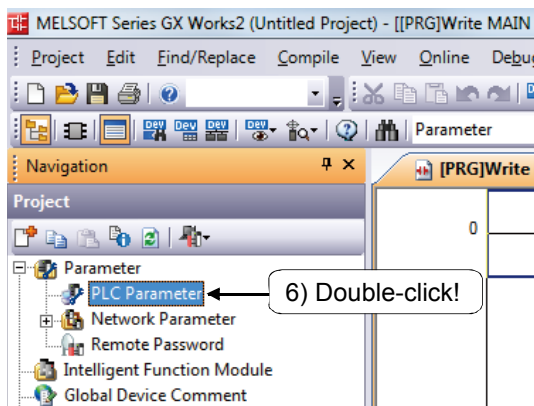 MELSOFT Series GX Works2 (Untitled Project) - [[PRG]Write MAIN
Project Edit Find/Replace Compile View Online Debu
Parameter
Navigation
[PRG]Write
Project
0
Parameter
PLC Parameter
6) Double-click!
Network Parameter
Remote Password
Intelligent Function Module
Global Device Comment